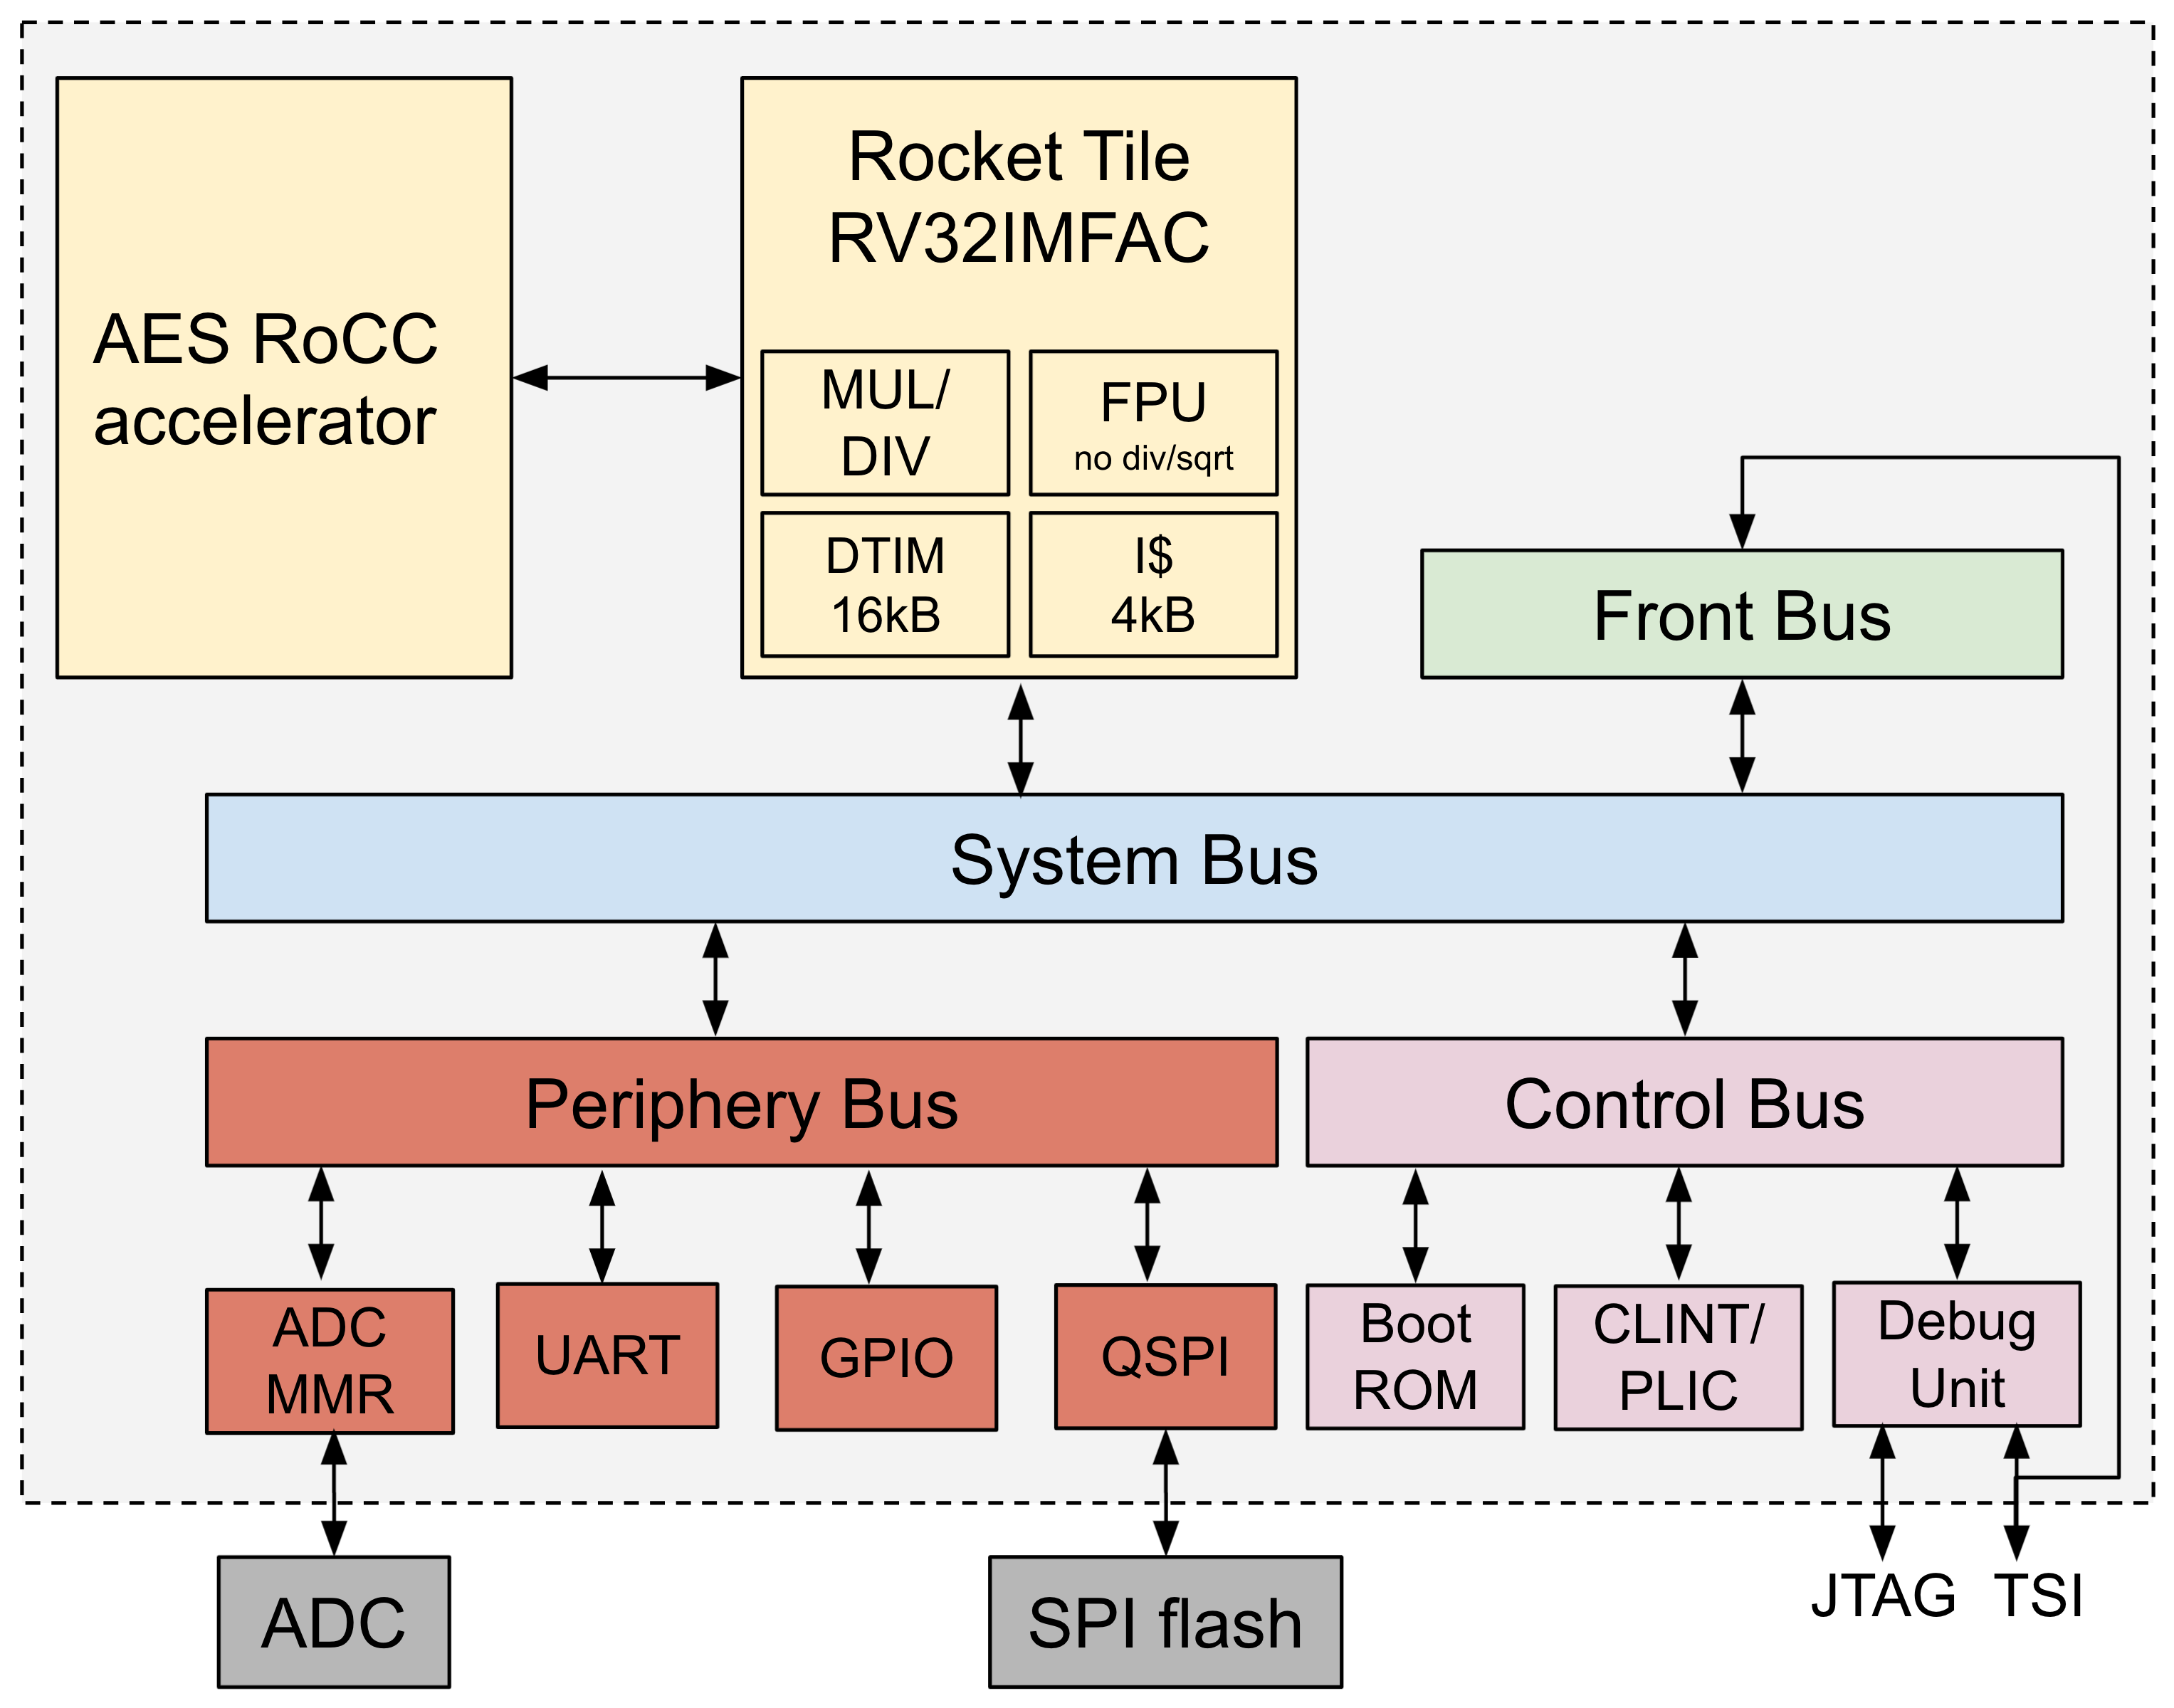 Rocket Tile
RV32IMFAC
AES RoCC
accelerator
MUL/
DIV
FPU
no div/sqrt
DTIM
16kB
I$
4kB
Front Bus
System Bus
Periphery Bus
Control Bus
ADC
MMR
UART
GPIO
QSPI
Boot
ROM
CLINT/
PLIC
Debug
Unit
ADC
SPI flash
JTAG
TSI